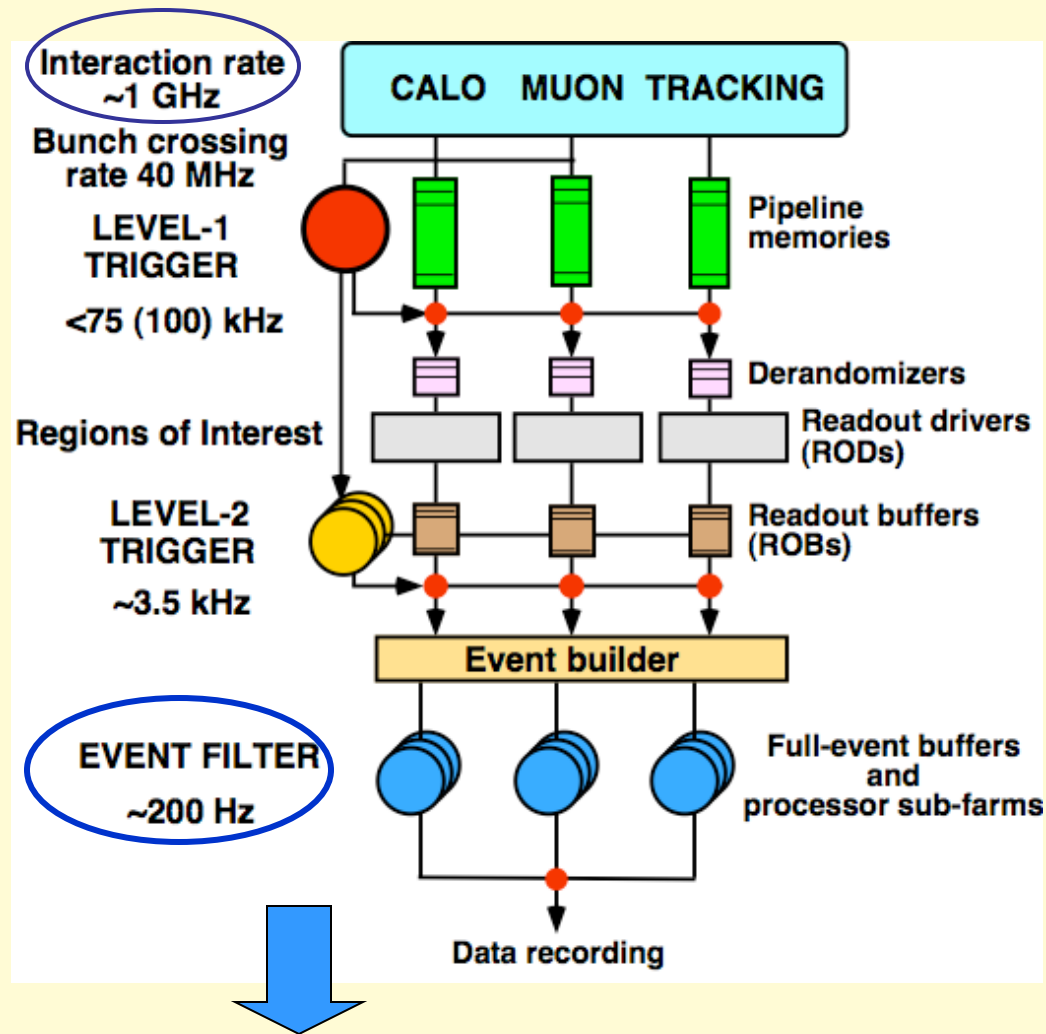 Interaction rate
~1 GHz
CALO MUON TRACKING
Bunch crossing
rate 40 MHz
LEVEL-1
TRIGGER
<75 (100) kHz
Pipeline
memories
Derandomizers
Regions of Interest
Readout drivers
(RODs)
LEVEL-2
TRIGGER
~3.5 kHz
Readout buffers
(ROBs)
Event builder
EVENT FILTER
~200 Hz
Full-event buffers
and
processor sub-farms
Data recording